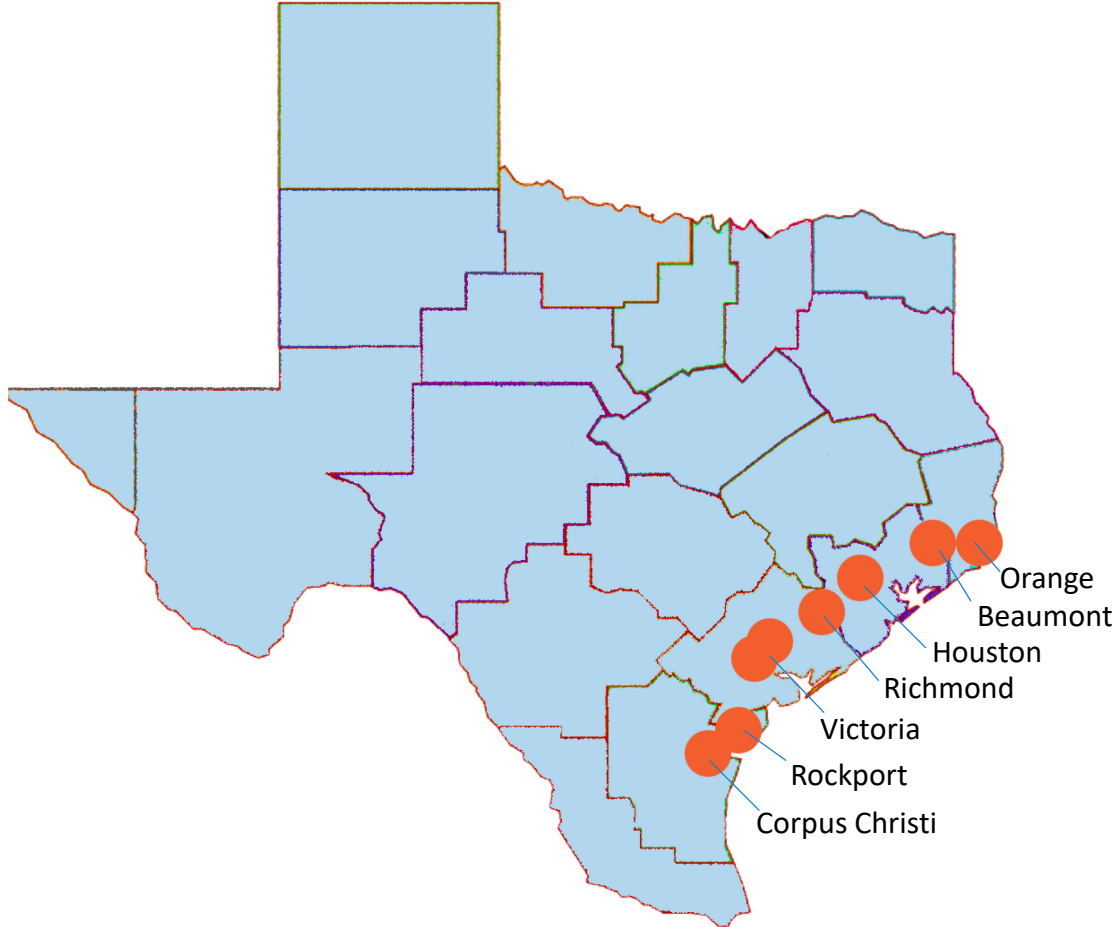 Orange
Beaumont
Houston
Richmond
Victoria
Rockport
Corpus Christi